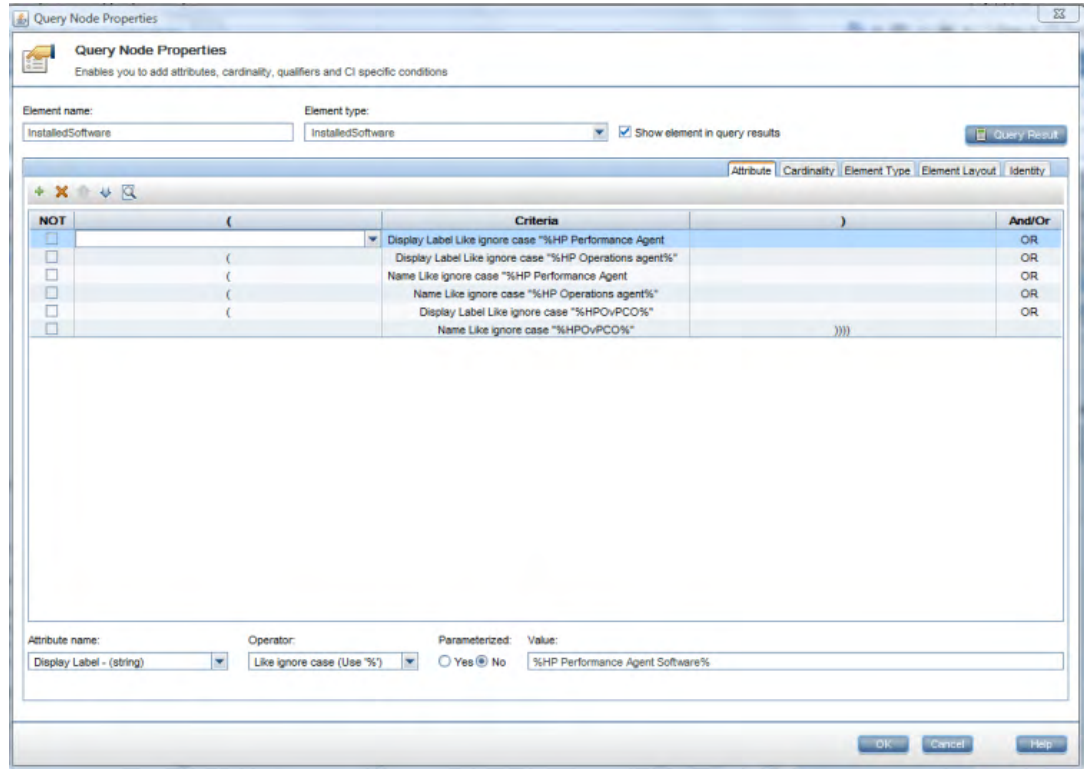 Query Node Properties
Query Node Properties
Enables you to add attributes, cardinality, qualifiers and CI specific conditions
Element name: Element type:
InstalledSoftware InstalledSoftware Show element in query results Query Result
Attribute Cardinality Element Type Element Layout Identity
NOT ( Criteria ) And/Or
Display Label Like ignore case "%HP Performance Agent OR
( Display Label Like ignore case "%HP Operations agent%" OR
( Name Like ignore case "%HP Performance Agent OR
( Name Like ignore case "%HP Operations agent%" OR
( Display Label Like ignore case "%HPOvPCO%" OR
Name Like ignore case "%HPOvPCO%" ))))
Attribute name: Operator: Parameterized: Value:
Display Label - (string) Like ignore case (Use '%') Yes No %HP Performance Agent Software%
OK Cancel Help